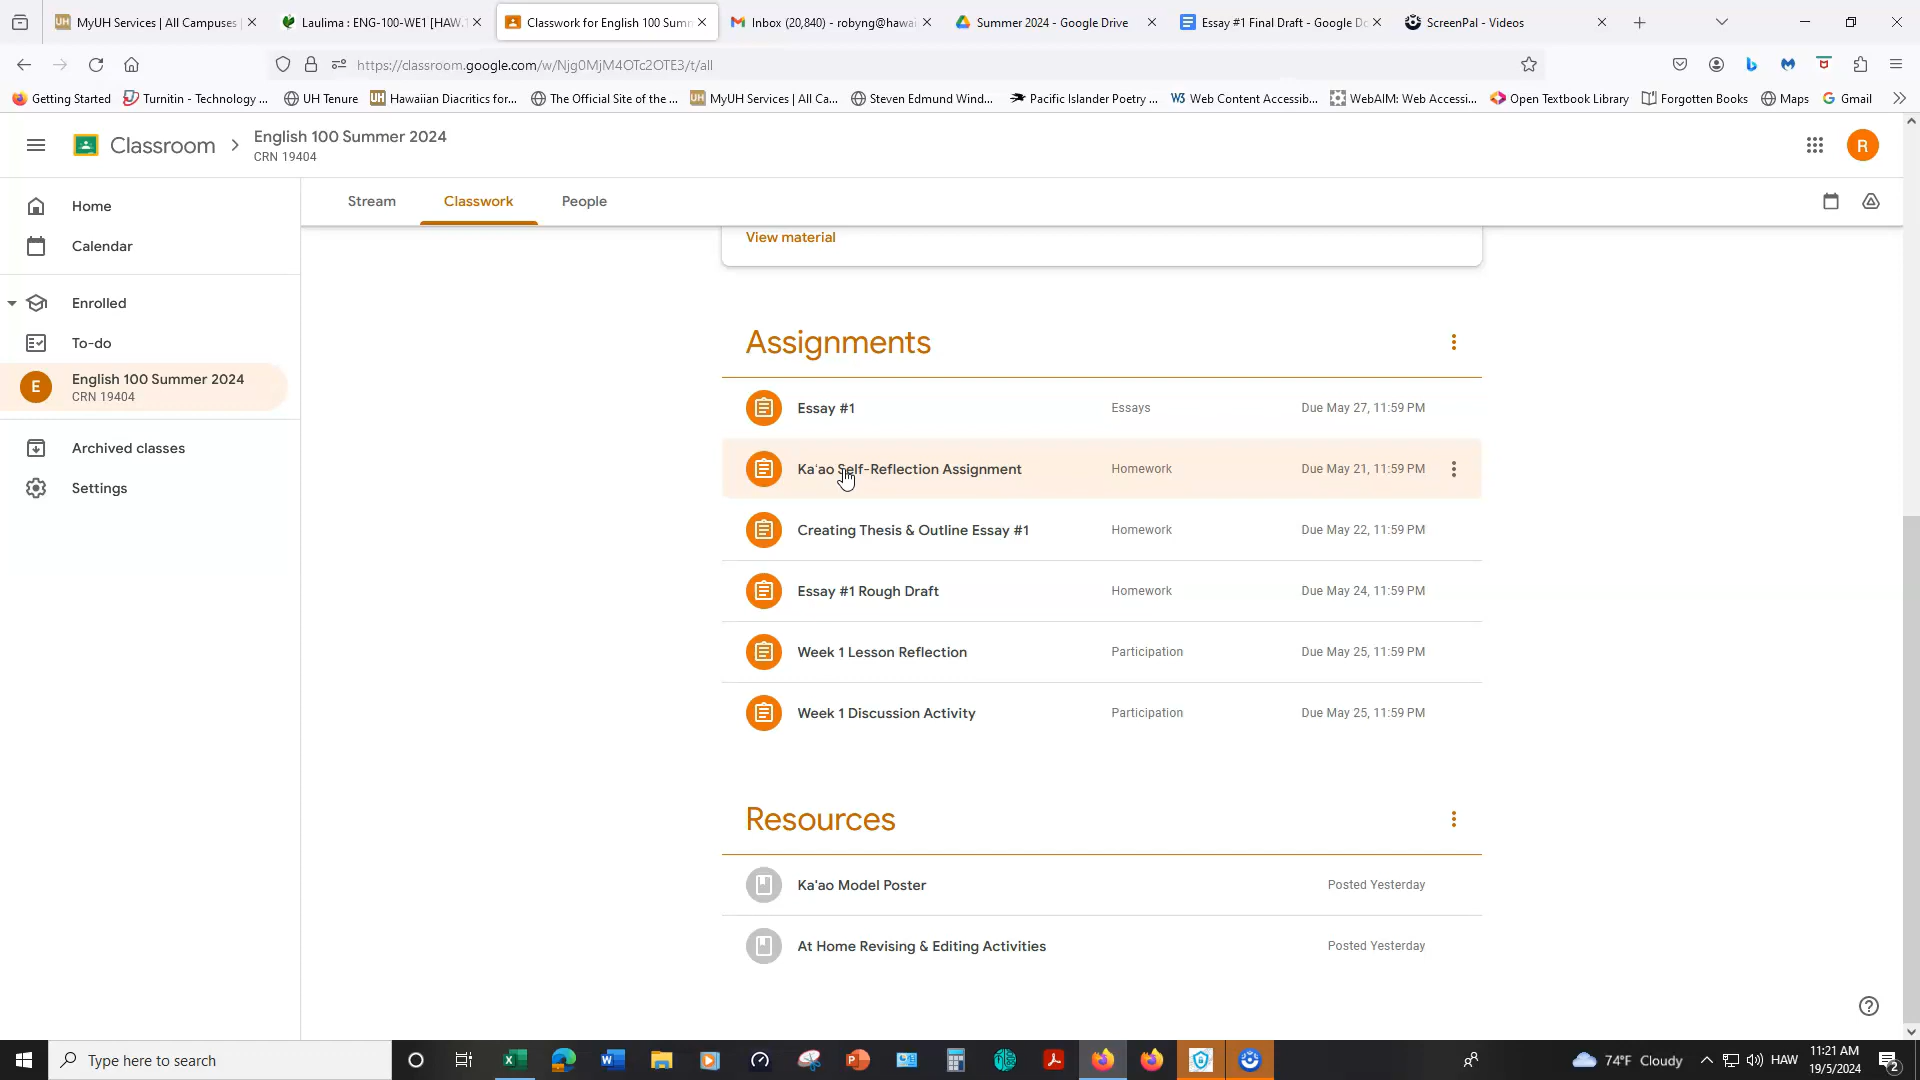 MyUH Services | All Campuses
Laulima : ENG-100-WE1 [HAW.
Classwork for English 100 Summ
Inbox (20,840) - robyng@hawai
Summer 2024 - Google Drive
Essay #1 Final Draft - Google Do
ScreenPal - Videos
https://classroom.google.com/w/Njg0MjM4OTc2OTE3/t/all
Getting Started
Turnitin - Technology ...
UH Tenure
Hawaiian Diacritics for...
The Official Site of the ...
MyUH Services | All Ca...
Steven Edmund Wind...
Pacific Islander Poetry ...
Web Content Accessib...
WebAIM: Web Accessi...
Open Textbook Library
Forgotten Books
Maps
Gmail
Classroom
English 100 Summer 2024
CRN 19404
R
Home
Calendar
Enrolled
To-do
E
English 100 Summer 2024
CRN 19404
Archived classes
Settings
Stream
Classwork
People
View material
Assignments
Essay #1 Essays Due May 27, 11:59 PM
Ka'ao Self-Reflection Assignment Homework Due May 21, 11:59 PM
Creating Thesis & Outline Essay #1 Homework Due May 22, 11:59 PM
Essay #1 Rough Draft Homework Due May 24, 11:59 PM
Week 1 Lesson Reflection Participation Due May 25, 11:59 PM
Week 1 Discussion Activity Participation Due May 25, 11:59 PM
Resources
Ka'ao Model Poster Posted Yesterday
At Home Revising & Editing Activities Posted Yesterday
Type here to search
74°F Cloudy
HAW
11:21 AM
19/5/2024
2